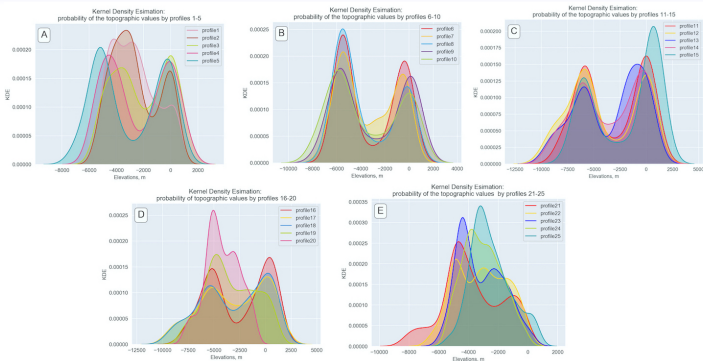 Kernel Density Esimation:
probability of the topographic values by profiles 1-5
A
profile1
profile2
profile3
profile4
profile5
KDE
0.00025
0.00020
0.00015
0.00010
0.00005
0.00000
−8000 −6000 −4000 −2000 0 2000
Elevations, m
Kernel Density Esimation:
probability of the topographic values by profiles 6-10
B
profile6
profile7
profile8
profile9
profile10
KDE
0.00025
0.00020
0.00015
0.00010
0.00005
0.00000
−10000 −8000 −6000 −4000 −2000 0 2000 4000
Elevations, m
Kernel Density Esimation:
probability of the topographic values by profiles 11-15
C
profile11
profile12
profile13
profile14
profile15
KDE
0.000200
0.000175
0.000150
0.000125
0.000100
0.000075
0.000050
0.000025
0.000000
−12500 −10000 −7500 −5000 −2500 0 2500 5000
Elevations, m
Kernel Density Esimation:
probability of topographic values by profiles 16-20
D
profile16
profile17
profile18
profile19
profile20
KDE
0.00025
0.00020
0.00015
0.00010
0.00005
0.00000
−12500 −10000 −7500 −5000 −2500 0 2500 5000
Elevations, m
Kernel Density Esimation:
probability of the topographic values by profiles 21-25
E
profile21
profile22
profile23
profile24
profile25
KDE
0.00035
0.00030
0.00025
0.00020
0.00015
0.00010
0.00005
0.00000
−10000 −8000 −6000 −4000 −2000 0 2000
Elevations, m